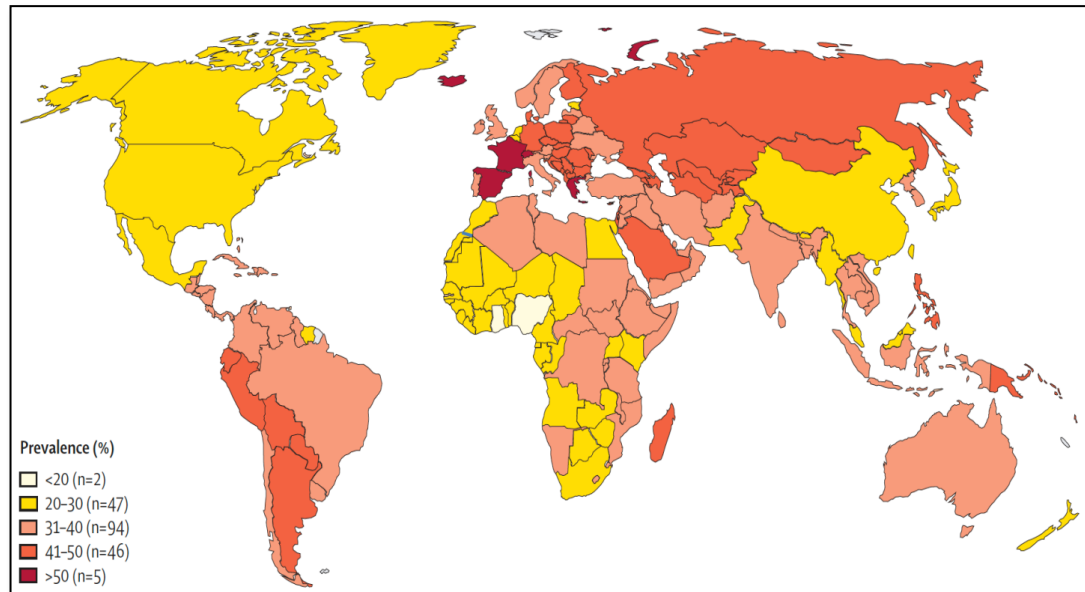 Prevalence (%)
<20 (n=2)
20–30 (n=47)
31–40 (n=94)
41–50 (n=46)
>50 (n=5)